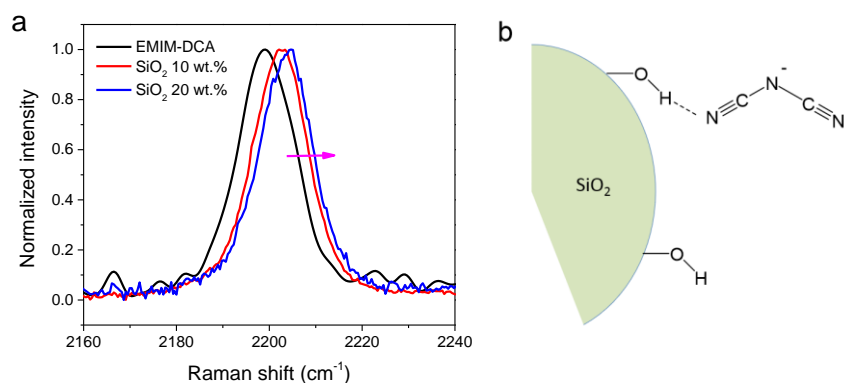 a
EMIM-DCA
SiO₂ 10 wt.%
SiO₂ 20 wt.%
1.0
0.8
0.6
0.4
0.2
0.0
Normalized intensity
2160 2180 2200 2220 2240
Raman shift (cm⁻¹)
b
O
H
N
C
N
-
C
N
SiO₂
O
H